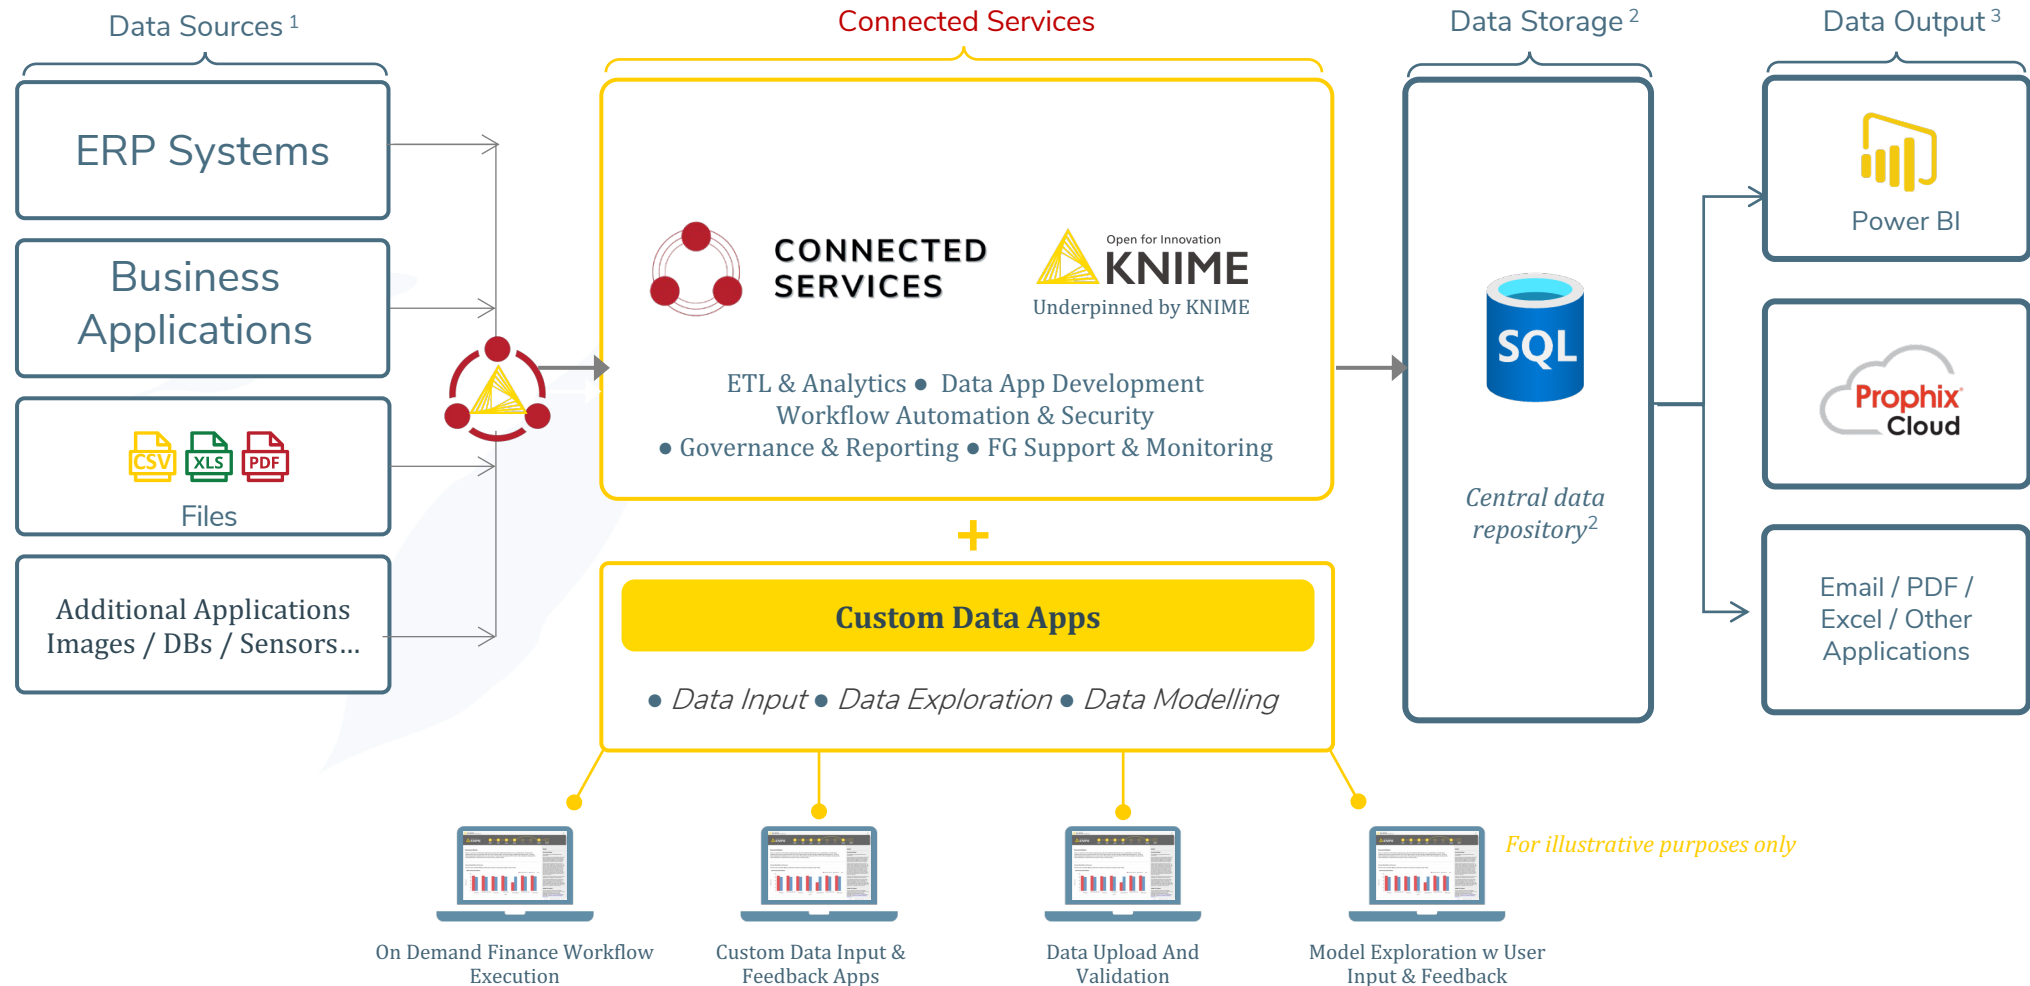 Data Sources 1
Connected Services
Data Storage 2
Data Output 3
ERP Systems
Business
Applications
CSV XLS PDF
Files
Additional Applications
Images / DBs / Sensors...
CONNECTED
SERVICES
Open for Innovation
KNIME
Underpinned by KNIME
ETL & Analytics ● Data App Development
Workflow Automation & Security
● Governance & Reporting ● FG Support & Monitoring
+
Custom Data Apps
● Data Input ● Data Exploration ● Data Modelling
SQL
Central data
repository2
Power BI
Prophix®
Cloud
Email / PDF /
Excel / Other
Applications
For illustrative purposes only
On Demand Finance Workflow
Execution
Custom Data Input &
Feedback Apps
Data Upload And
Validation
Model Exploration w User
Input & Feedback